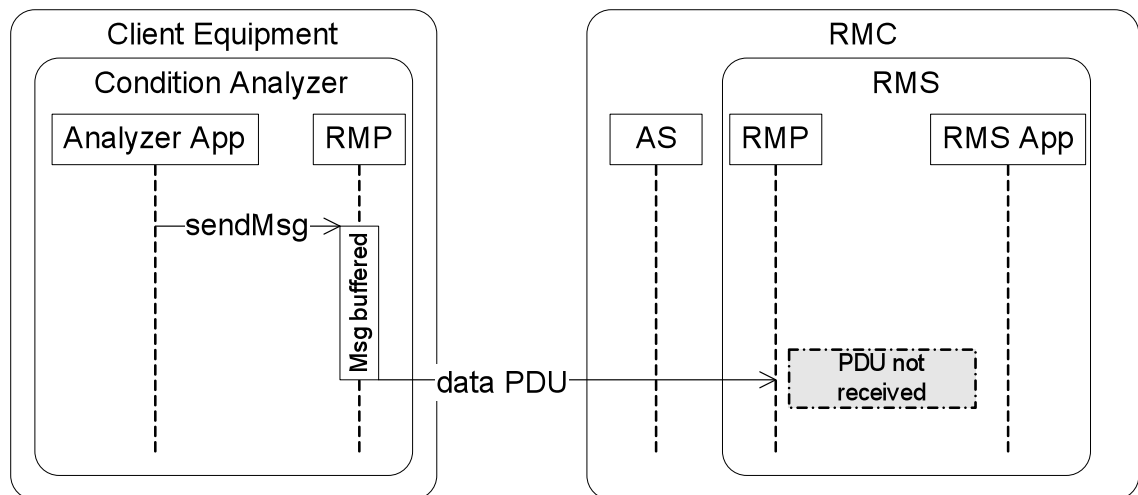 Client Equipment
RMC
Condition Analyzer
RMS
Analyzer App
RMP
AS
RMP
RMS App
sendMsg
Msg buffered
data PDU
PDU not
received